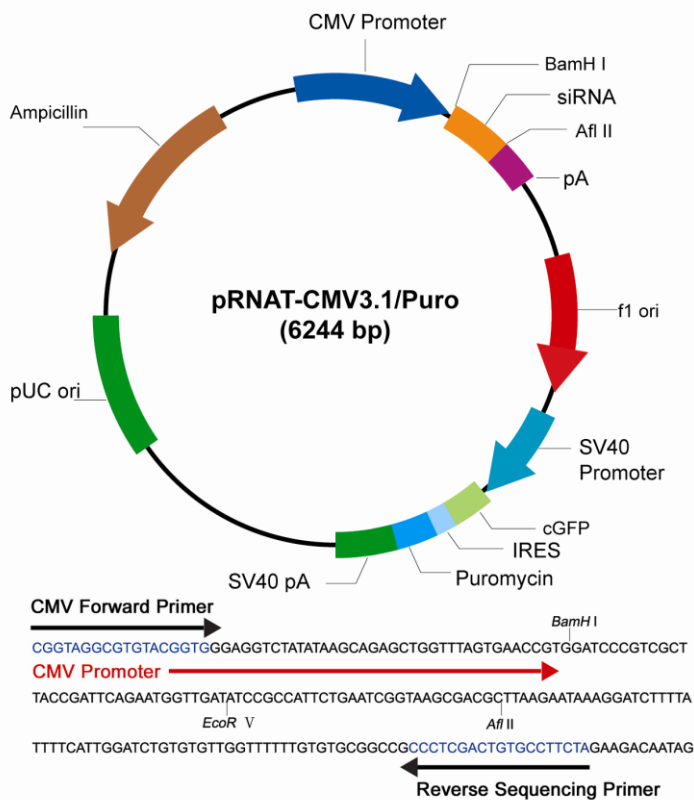 CMV Promoter
BamH I
siRNA
Afl II
pA
Ampicillin
pRNAT-CMV3.1/Puro
(6244 bp)
f1 ori
pUC ori
SV40
Promoter
cGFP
IRES
Puromycin
SV40 pA
CMV Forward Primer
BamH I
CGGTAGGCGTGTACGGTGGGAGGTCTATATAAGCAGAGCTGGTTTAGTGAACCGTGGATCCCGTCGCT
CMV Promoter
TACCGATTCAGAATGGTTGATATCCGCCATTCTGAATCGGTAAGCGACGCTTAAGAATAAAGGATCTTTTA
EcoR V
Afl II
TTTTCATTGGATCTGTGTGTTGGTTTTTTGTGTGCGGCCGCCCCTCGACTGTGCCTTCTAGAAGACAATAG
Reverse Sequencing Primer